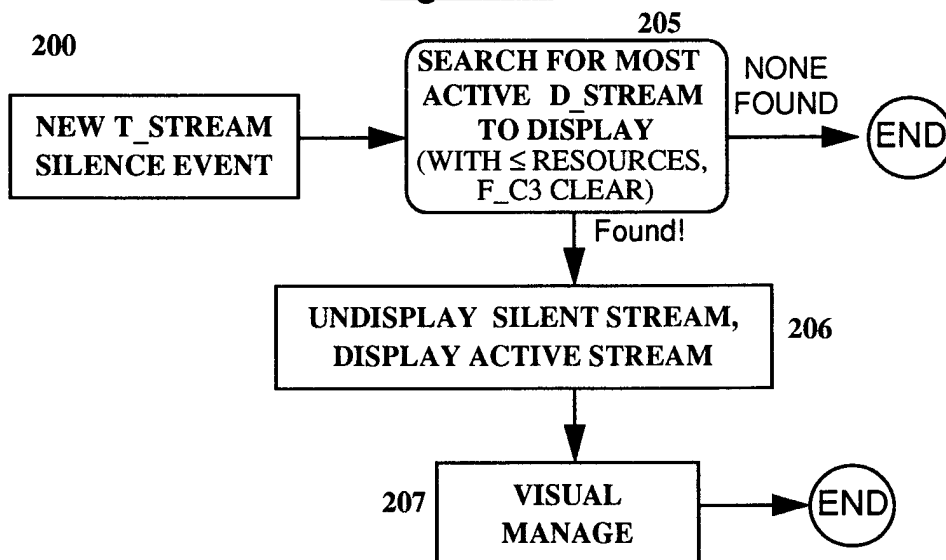 200
NEW T_STREAM
SILENCE EVENT
205
SEARCH FOR MOST
ACTIVE D_STREAM
TO DISPLAY
(WITH ≤ RESOURCES,
F_C3 CLEAR)
NONE
FOUND
END
Found!
UNDISPLAY SILENT STREAM,
DISPLAY ACTIVE STREAM
206
207
VISUAL
MANAGE
END